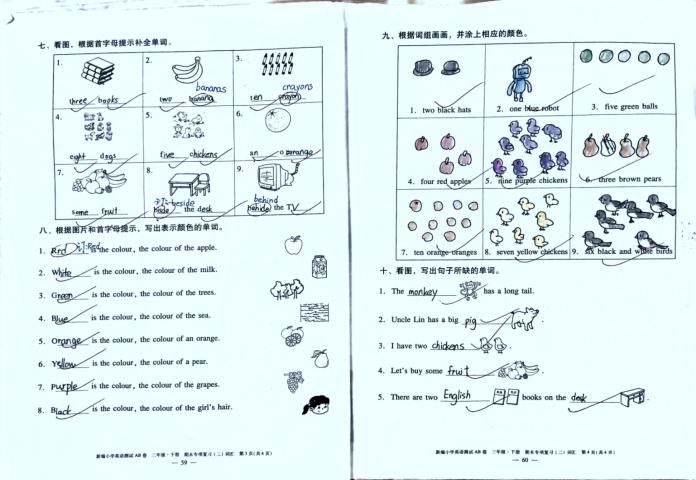 七、看图，根据首字母提示补全单词。
1. 2. 3.
bananas crayons
three books two banana ten crayon
4. 5. 6.
eight dogs five chickens an orange
7. 8. 9.
订:beside behind
some fruit beside the desk behide the TV
八、根据图片和首字母提示，写出表示颜色的单词。
1. Red 订:Red is the colour, the colour of the apple.
2. White is the colour, the colour of the milk.
3. Green is the colour, the colour of the trees.
4. Blue is the colour, the colour of the sea.
5. Orange is the colour, the colour of an orange.
6. Yellow is the colour, the colour of a pear.
7. Purple is the colour, the colour of the grapes.
8. Black is the colour, the colour of the girl's hair.
新编小学英语测试AB卷 二年级·下册 期末专项复习(二)词汇 第3页(共4页)
— 59 —
九、根据词组画画，并涂上相应的颜色。
1. two black hats 2. one blue robot 3. five green balls
4. four red apples 5. nine purple chickens 6. three brown pears
7. ten orange oranges 8. seven yellow chickens 9. six black and white birds
十、看图，写出句子所缺的单词。
1. The monkey has a long tail.
2. Uncle Lin has a big pig .
3. I have two chickens .
4. Let's buy some fruit .
5. There are two English books on the desk .
新编小学英语测试AB卷 二年级·下册 期末专项复习(二)词汇 第4页(共4页)
— 60 —